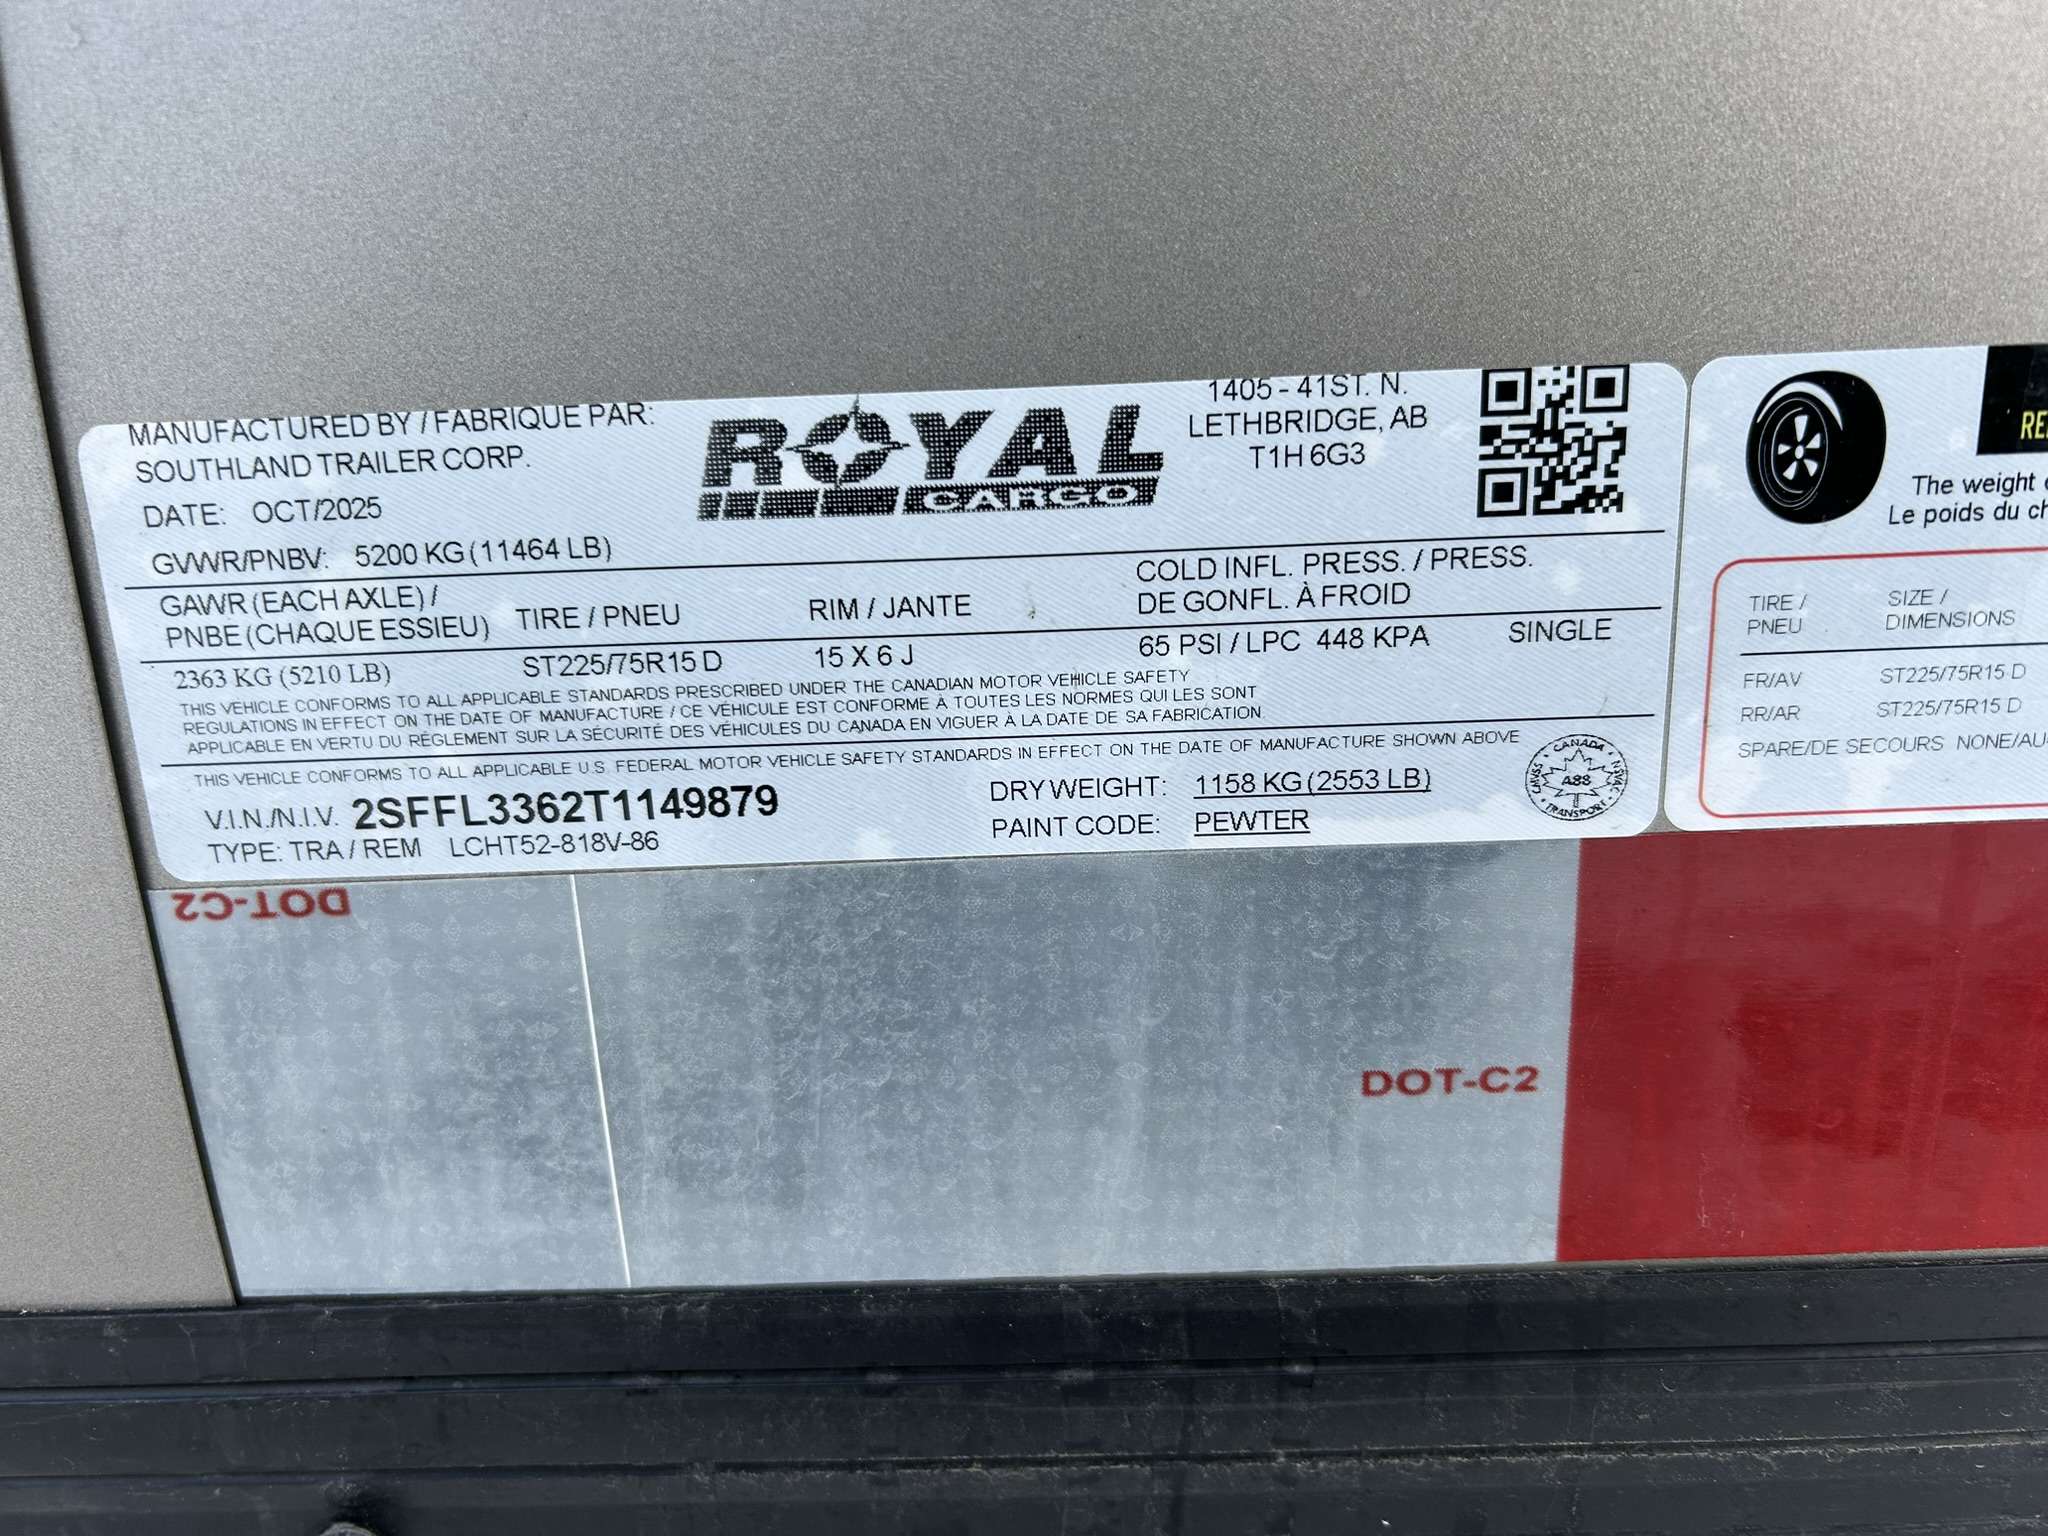 MANUFACTURED BY / FABRIQUE PAR:
SOUTHLAND TRAILER CORP.
DATE: OCT/2025
ROYAL
CARGO
1405 - 41ST. N.
LETHBRIDGE, AB
T1H 6G3
GVWR/PNBV: 5200 KG (11464 LB)
GAWR (EACH AXLE) /
PNBE (CHAQUE ESSIEU)
TIRE / PNEU
RIM / JANTE
COLD INFL. PRESS. / PRESS.
DE GONFL. À FROID
2363 KG (5210 LB) ST225/75R15 D 15 X 6 J 65 PSI / LPC 448 KPA SINGLE
THIS VEHICLE CONFORMS TO ALL APPLICABLE STANDARDS PRESCRIBED UNDER THE CANADIAN MOTOR VEHICLE SAFETY
REGULATIONS IN EFFECT ON THE DATE OF MANUFACTURE / CE VÉHICULE EST CONFORME À TOUTES LES NORMES QUI LES SONT
APPLICABLE EN VERTU DU RÈGLEMENT SUR LA SÉCURITÉ DES VÉHICULES DU CANADA EN VIGUER À LA DATE DE SA FABRICATION
THIS VEHICLE CONFORMS TO ALL APPLICABLE U.S. FEDERAL MOTOR VEHICLE SAFETY STANDARDS IN EFFECT ON THE DATE OF MANUFACTURE SHOWN ABOVE
V.I.N./N.I.V. 2SFFL3362T1149879
TYPE: TRA / REM LCHT52-818V-86
DRY WEIGHT: 1158 KG (2553 LB)
PAINT CODE: PEWTER
CANADA
CMVSS A88 NSVAC
TRANSPORT
The weight
Le poids du
TIRE /
PNEU
SIZE /
DIMENSIONS
FR/AV ST225/75R15 D
RR/AR ST225/75R15 D
SPARE/DE SECOURS NONE/AU
DOT-C2
DOT-C2